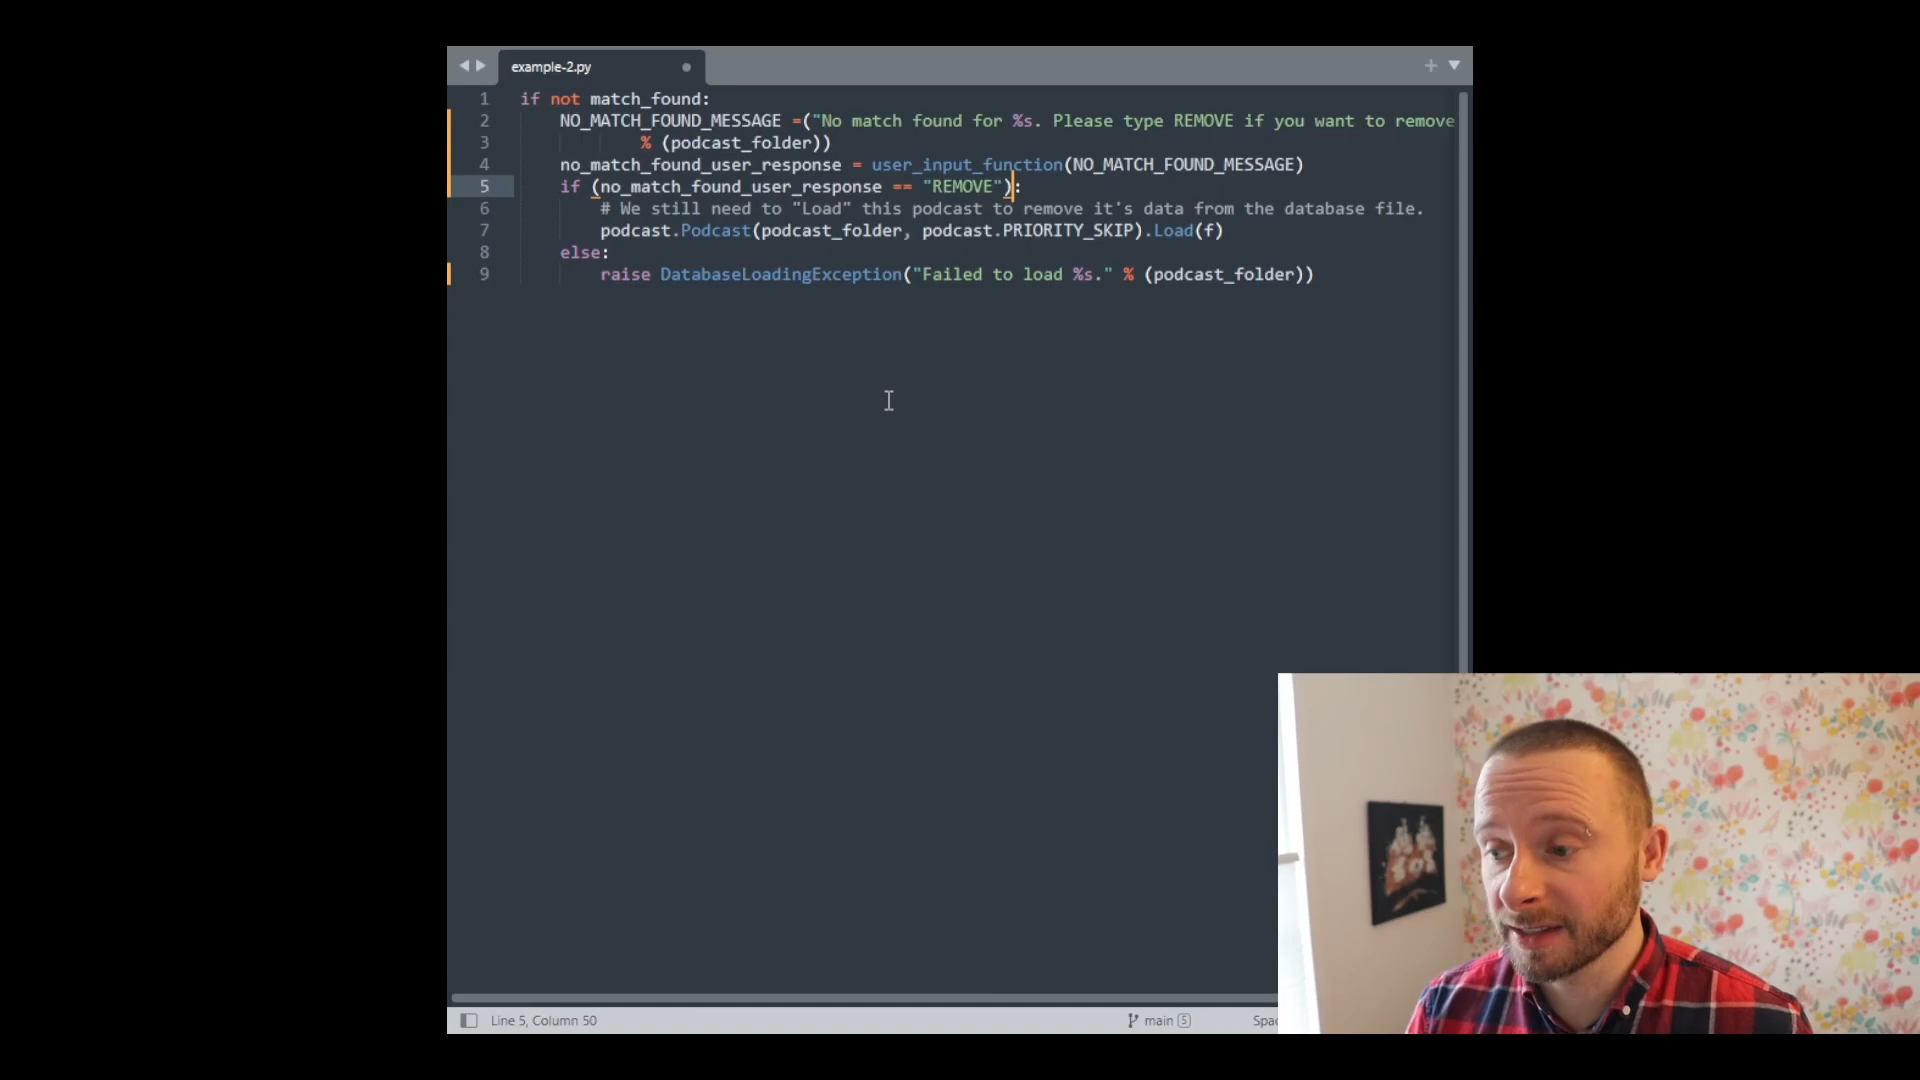 example-2.py
1 if not match_found:
2 NO_MATCH_FOUND_MESSAGE =("No match found for %s. Please type REMOVE if you want to remove
3 % (podcast_folder))
4 no_match_found_user_response = user_input_function(NO_MATCH_FOUND_MESSAGE)
5 if (no_match_found_user_response == "REMOVE"):
6 # We still need to "Load" this podcast to remove it's data from the database file.
7 podcast.Podcast(podcast_folder, podcast.PRIORITY_SKIP).Load(f)
8 else:
9 raise DatabaseLoadingException("Failed to load %s." % (podcast_folder))
Line 5, Column 50 main 5 Spac